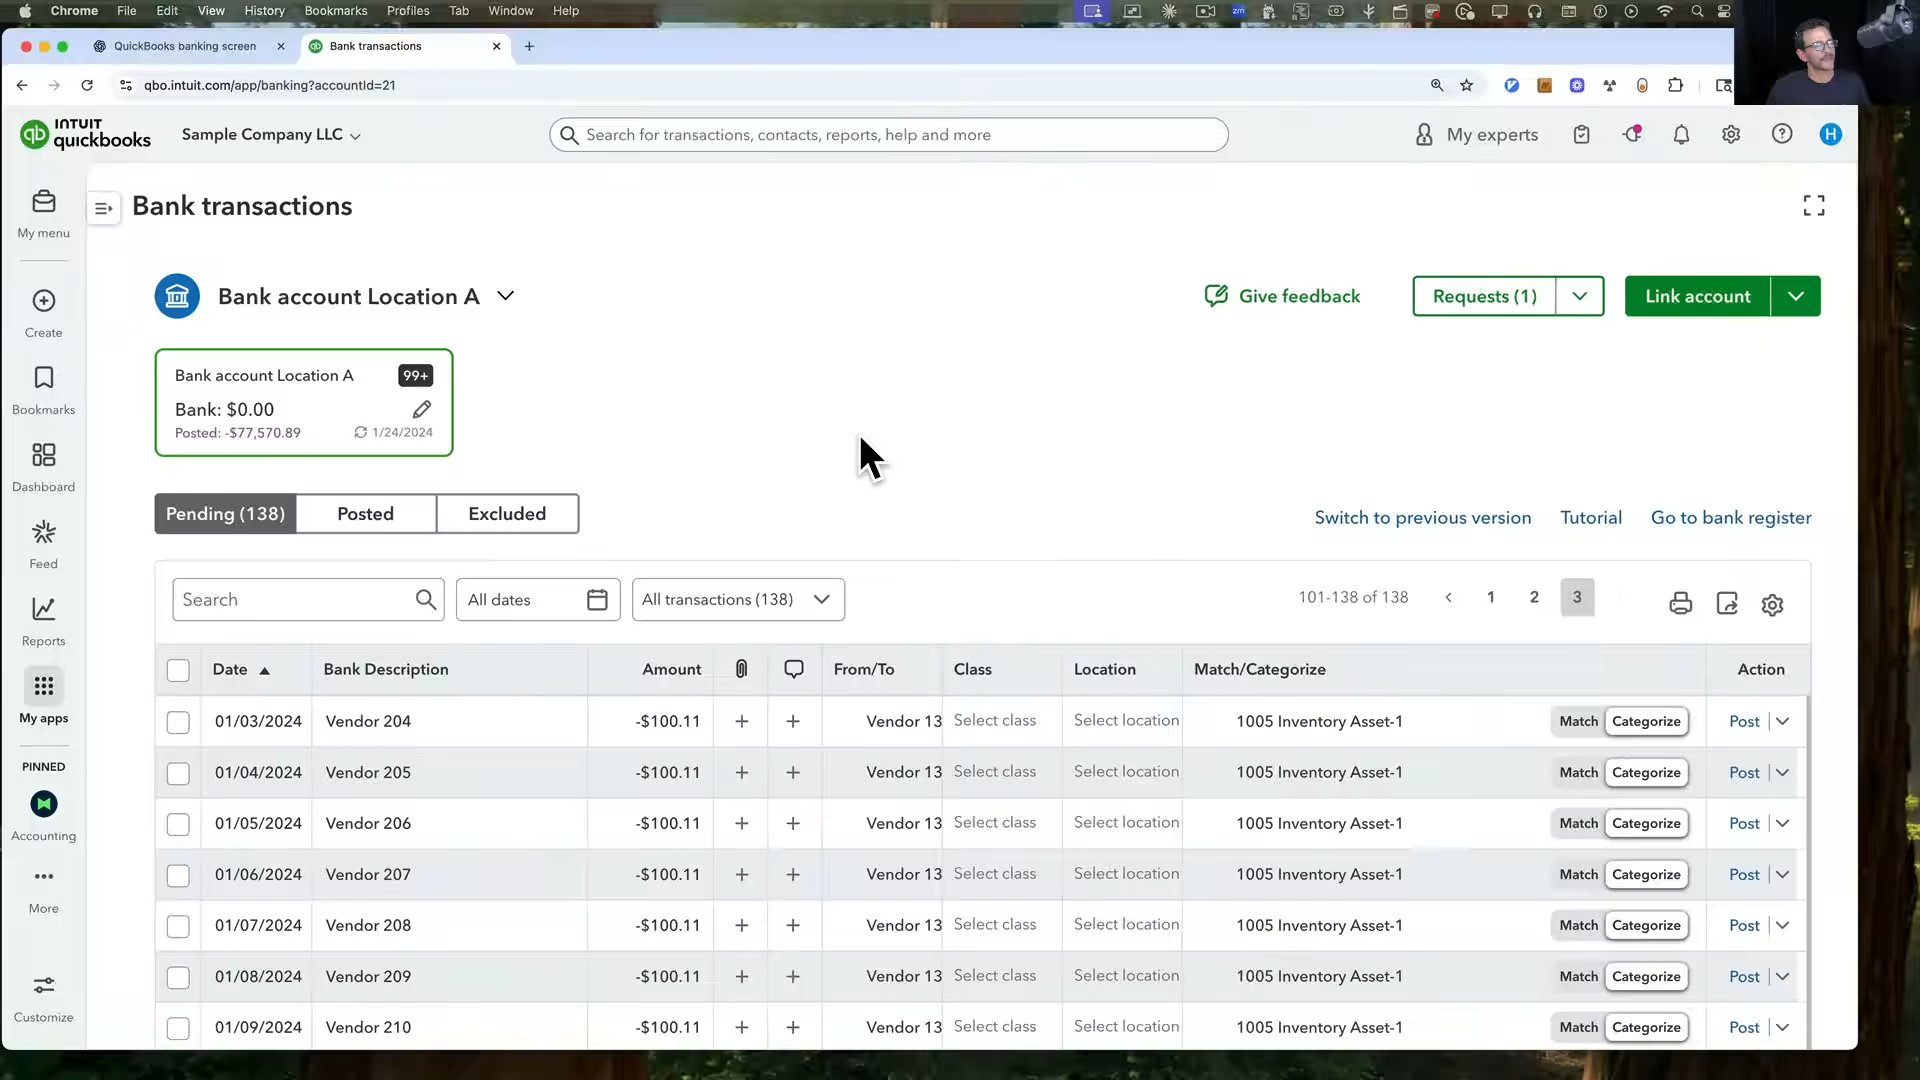 Chrome File Edit View History Bookmarks Profiles Tab Window Help
zm
QuickBooks banking screen
Bank transactions
qbo.intuit.com/app/banking?accountId=21
qb INTUIT quickbooks
Sample Company LLC
Search for transactions, contacts, reports, help and more
My experts
H
My menu
Create
Bookmarks
Dashboard
Feed
Reports
My apps
PINNED
Accounting
More
Customize
Bank transactions
Bank account Location A
Give feedback
Requests (1)
Link account
Bank account Location A 99+
Bank: $0.00
Posted: -$77,570.89 1/24/2024
Pending (138) Posted Excluded
Switch to previous version Tutorial Go to bank register
Search
All dates
All transactions (138)
101-138 of 138 < 1 2 3
Date Bank Description Amount From/To Class Location Match/Categorize Action
01/03/2024 Vendor 204 -$100.11 + + Vendor 13 Select class Select location 1005 Inventory Asset-1 Match Categorize Post
01/04/2024 Vendor 205 -$100.11 + + Vendor 13 Select class Select location 1005 Inventory Asset-1 Match Categorize Post
01/05/2024 Vendor 206 -$100.11 + + Vendor 13 Select class Select location 1005 Inventory Asset-1 Match Categorize Post
01/06/2024 Vendor 207 -$100.11 + + Vendor 13 Select class Select location 1005 Inventory Asset-1 Match Categorize Post
01/07/2024 Vendor 208 -$100.11 + + Vendor 13 Select class Select location 1005 Inventory Asset-1 Match Categorize Post
01/08/2024 Vendor 209 -$100.11 + + Vendor 13 Select class Select location 1005 Inventory Asset-1 Match Categorize Post
01/09/2024 Vendor 210 -$100.11 + + Vendor 13 Select class Select location 1005 Inventory Asset-1 Match Categorize Post